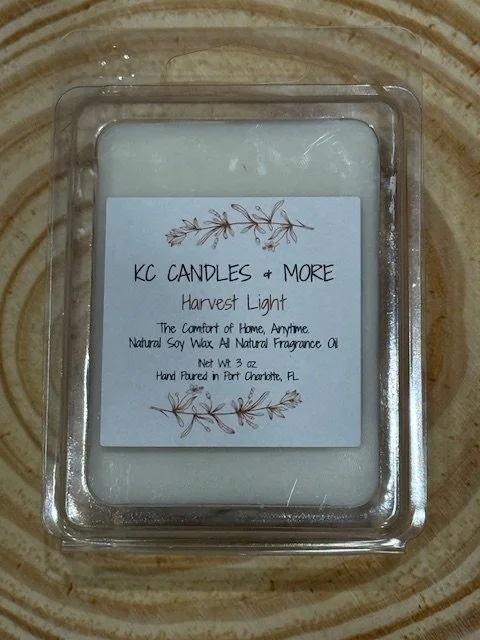 KC CANDLES & MORE
Harvest Light
The Comfort of Home, Anytime.
Natural Soy Wax, All Natural Fragrance Oil
Net Wt. 3 oz
Hand Poured in Port Charlotte, FL